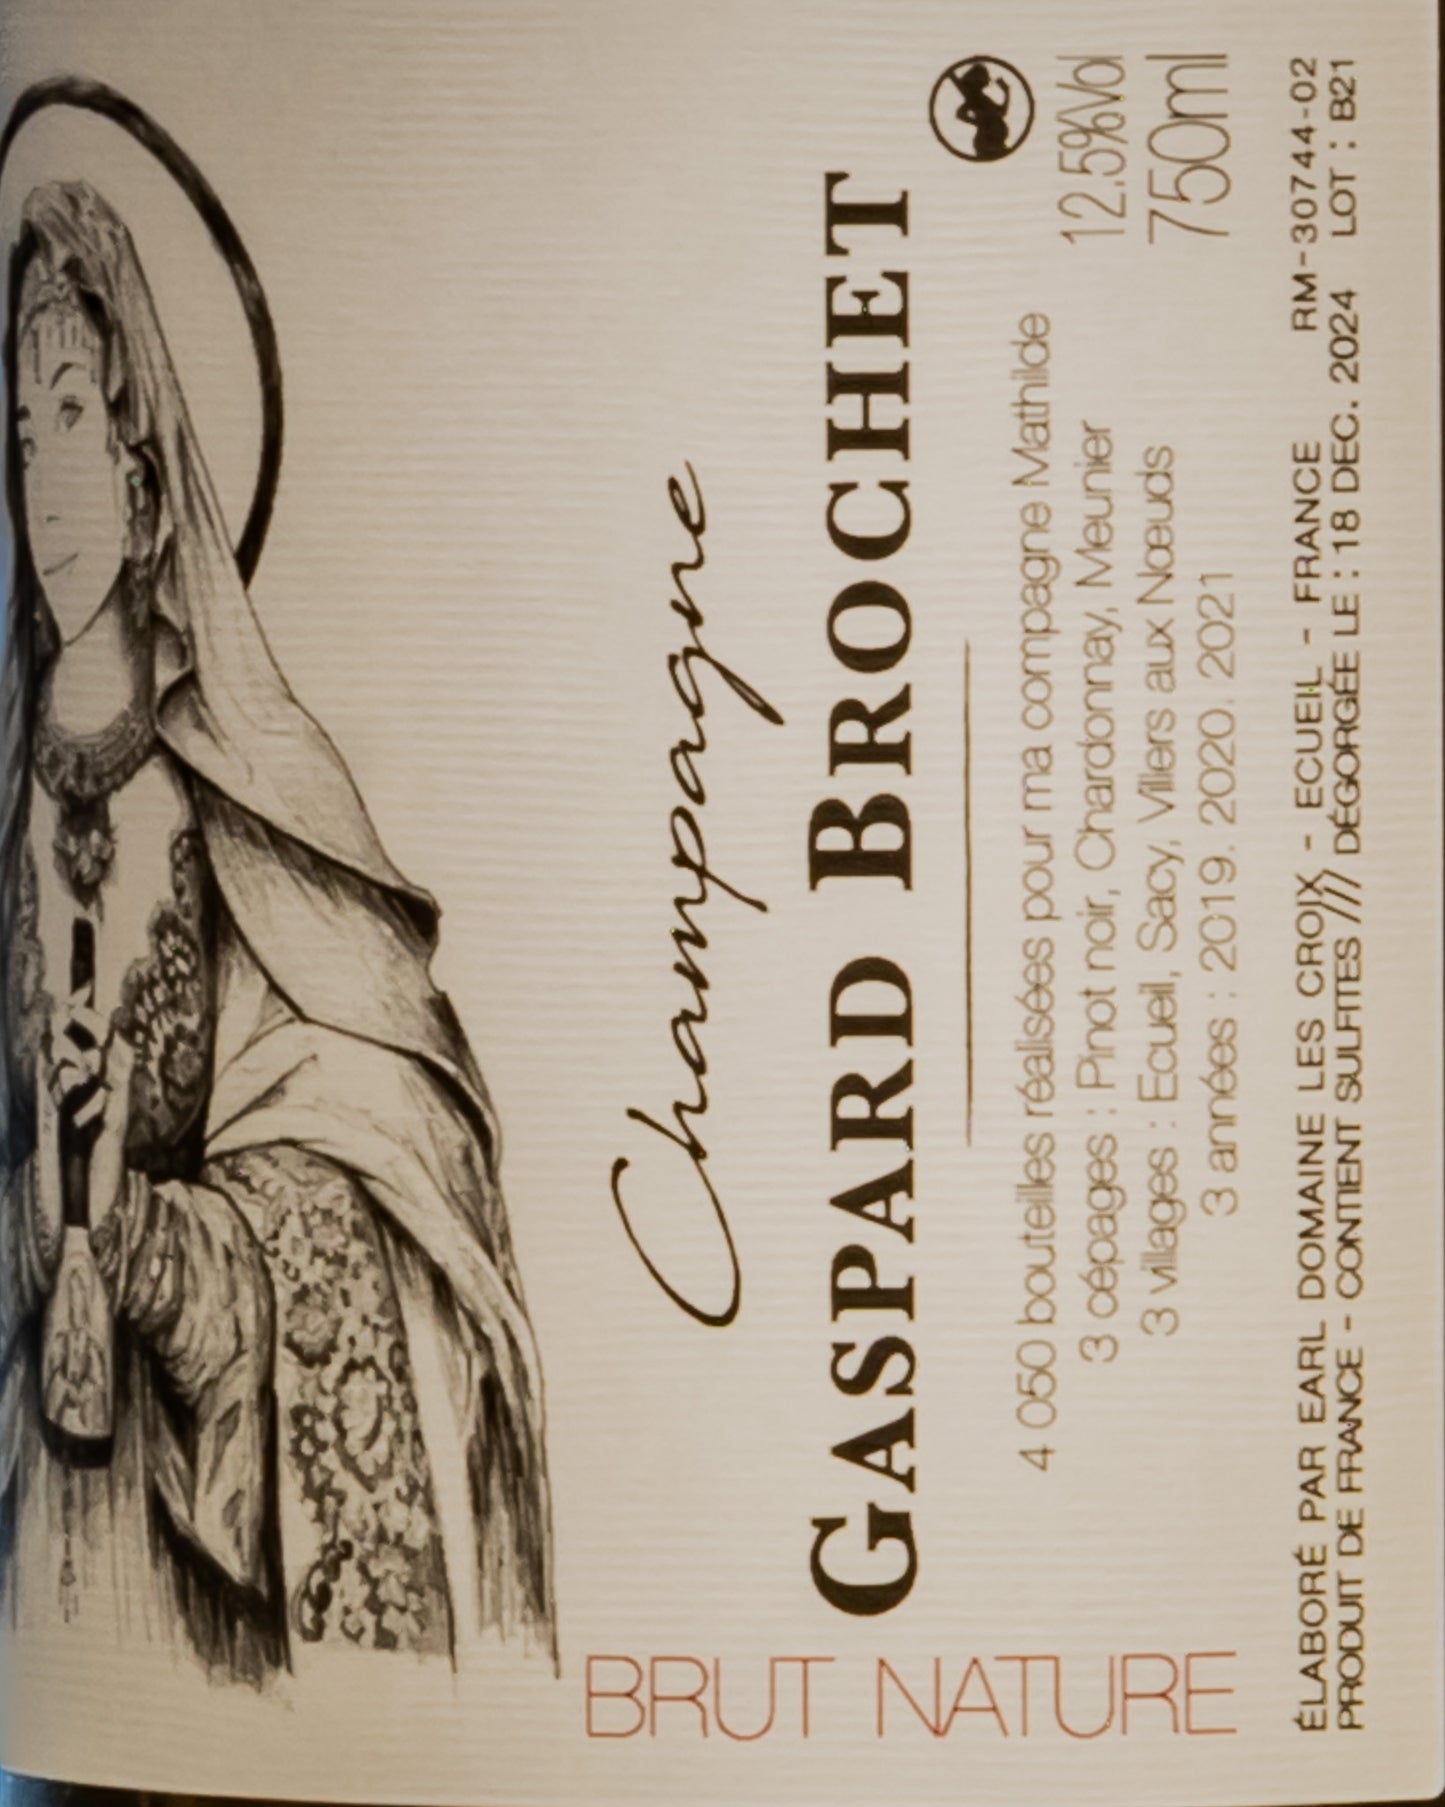 Champagne
GASPARD BROCHET
4 050 bouteilles réalisées pour ma compagne Mathilde
3 cépages : Pinot noir, Chardonnay, Meunier
3 villages : Ecueil, Sacy, Villers aux Nœuds
3 années : 2019. 2020. 2021
BRUT NATURE
12,5%Vol
750ml
ÉLABORÉ PAR EARL DOMAINE LES CROIX - ECUEIL - FRANCE RM-30744-02
PRODUIT DE FRANCE - CONTIENT SULFITES /// DÉGORGÉE LE : 18 DEC. 2024 LOT : B21